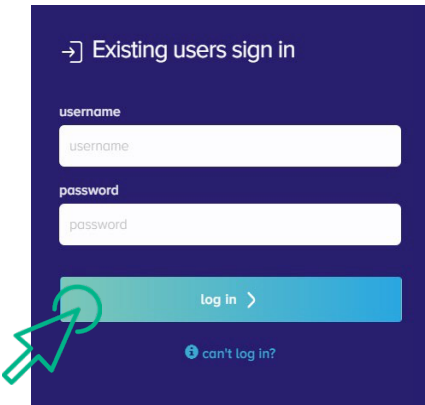 Existing users sign in
username
username
password
password
log in
can't log in?